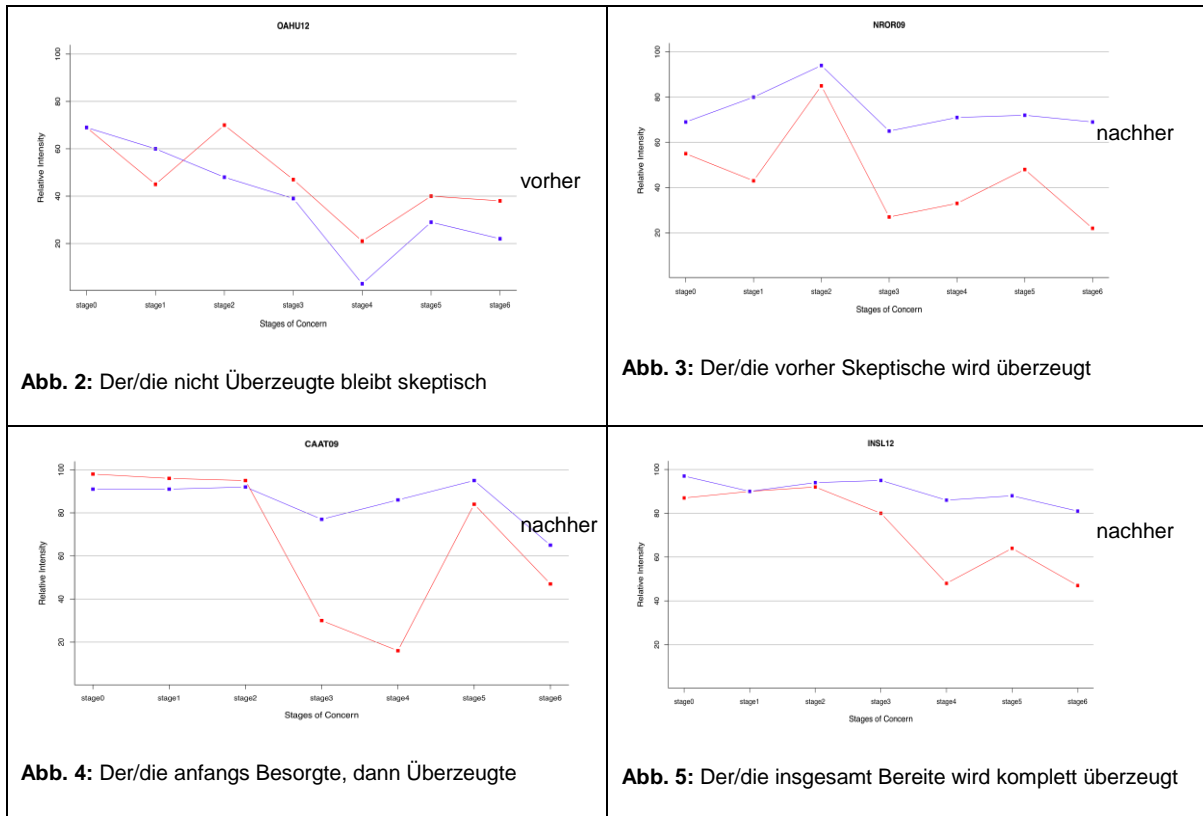 OAHU12
100
80
60
40
20
Relative Intensity
vorher
stage0 stage1 stage2 stage3 stage4 stage5 stage6
Stages of Concern
Abb. 2: Der/die nicht Überzeugte bleibt skeptisch
NROR09
100
80
60
40
20
Relative Intensity
nachher
stage0 stage1 stage2 stage3 stage4 stage5 stage6
Stages of Concern
Abb. 3: Der/die vorher Skeptische wird überzeugt
CAAT09
100
80
60
40
20
Relative Intensity
nachher
stage0 stage1 stage2 stage3 stage4 stage5 stage6
Stages of Concern
Abb. 4: Der/die anfangs Besorgte, dann Überzeugte
INSL12
100
80
60
40
20
Relative Intensity
nachher
stage0 stage1 stage2 stage3 stage4 stage5 stage6
Stages of Concern
Abb. 5: Der/die insgesamt Bereite wird komplett überzeugt